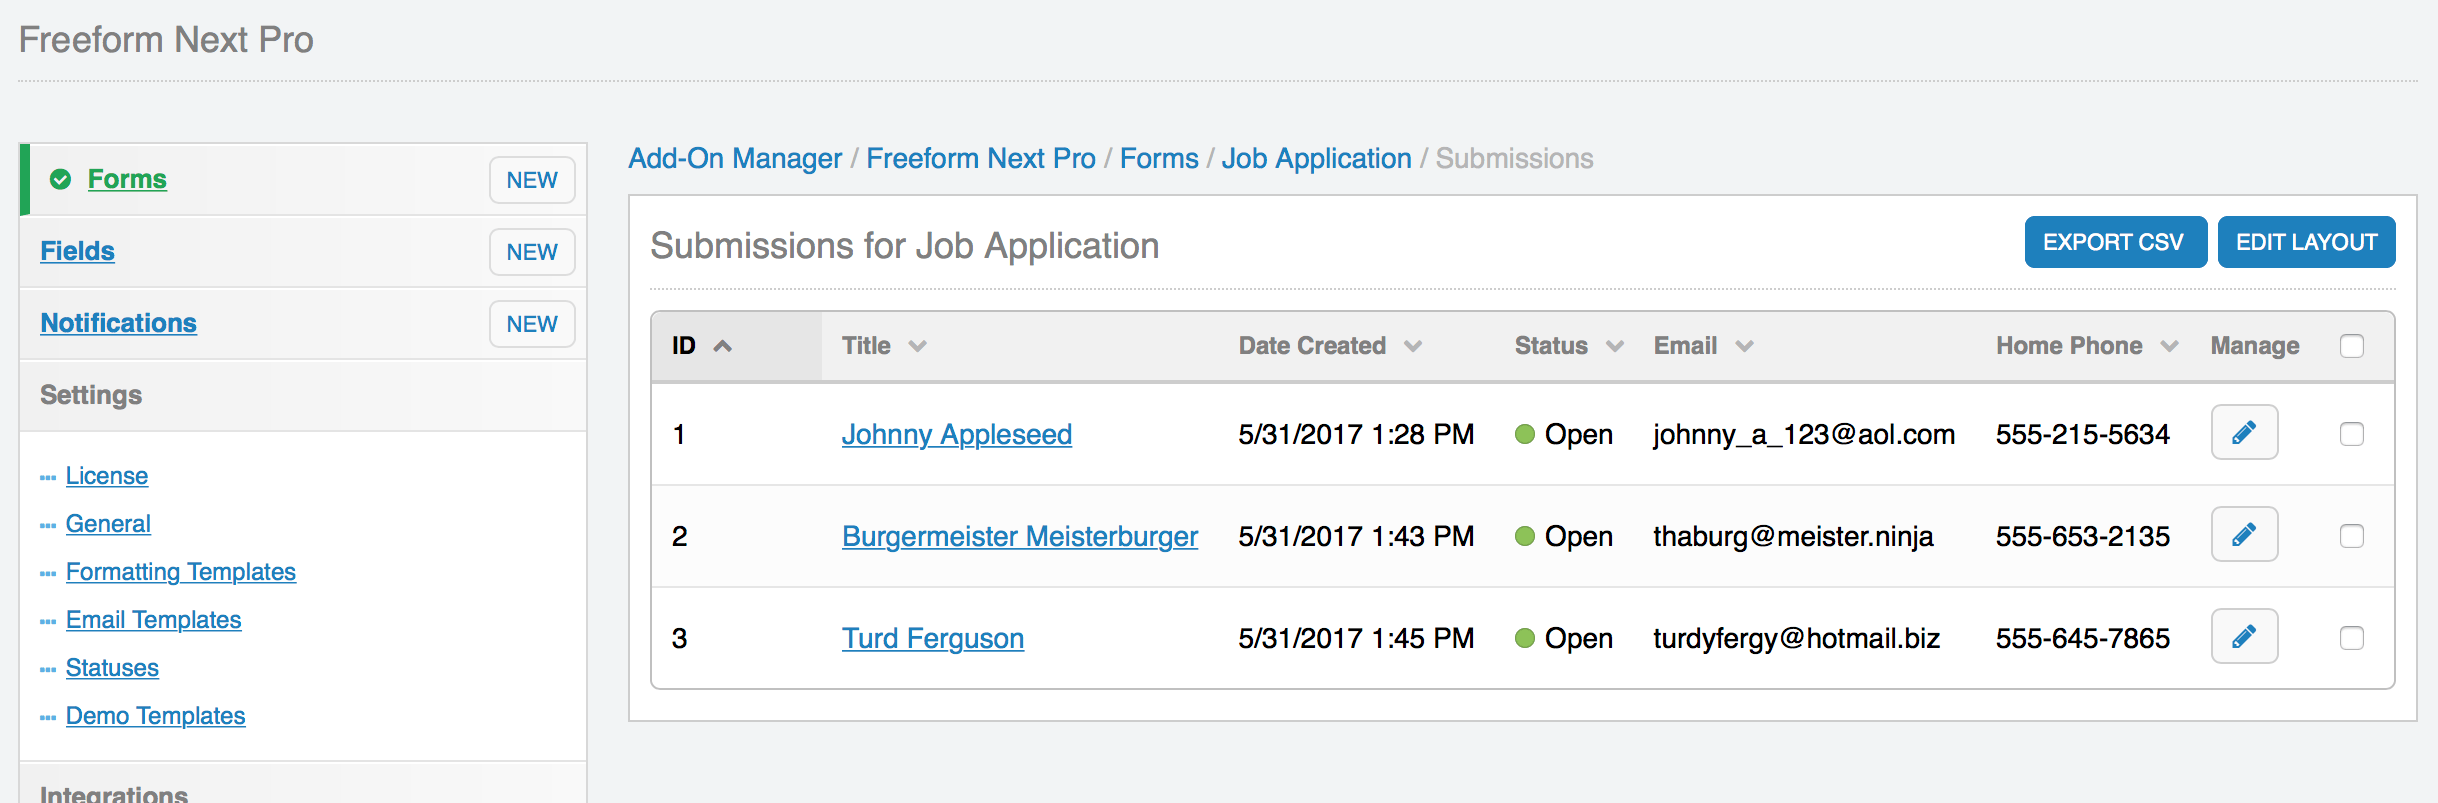 Freeform Next Pro
Forms NEW
Fields NEW
Notifications NEW
Settings
License
General
Formatting Templates
Email Templates
Statuses
Demo Templates
Integrations
Add-On Manager / Freeform Next Pro / Forms / Job Application / Submissions
Submissions for Job Application EXPORT CSV EDIT LAYOUT
ID Title Date Created Status Email Home Phone Manage
1 Johnny Appleseed 5/31/2017 1:28 PM Open johnny_a_123@aol.com 555-215-5634
2 Burgermeister Meisterburger 5/31/2017 1:43 PM Open thaburg@meister.ninja 555-653-2135
3 Turd Ferguson 5/31/2017 1:45 PM Open turdyfergy@hotmail.biz 555-645-7865